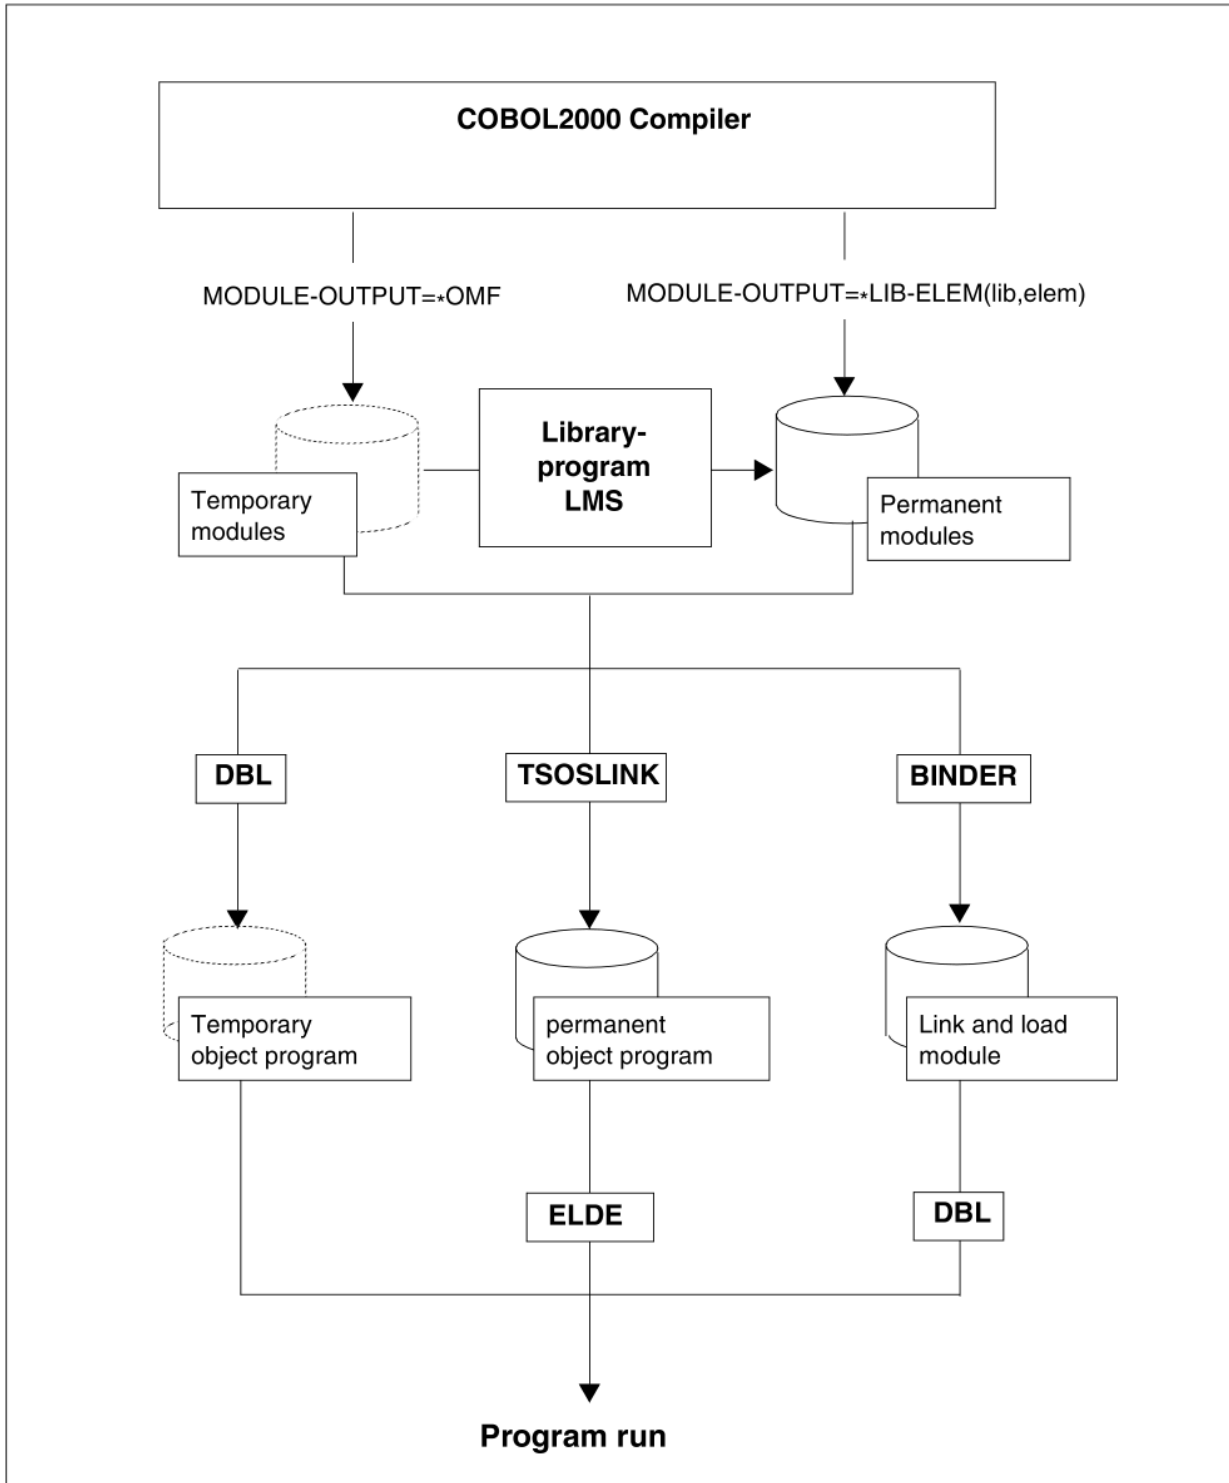 COBOL2000 Compiler
MODULE-OUTPUT=*OMF
MODULE-OUTPUT=*LIB-ELEM(lib,elem)
Library-
program
LMS
Temporary
modules
Permanent
modules
DBL
TSOSLINK
BINDER
Temporary
object program
permanent
object program
Link and load
module
ELDE
DBL
Program run